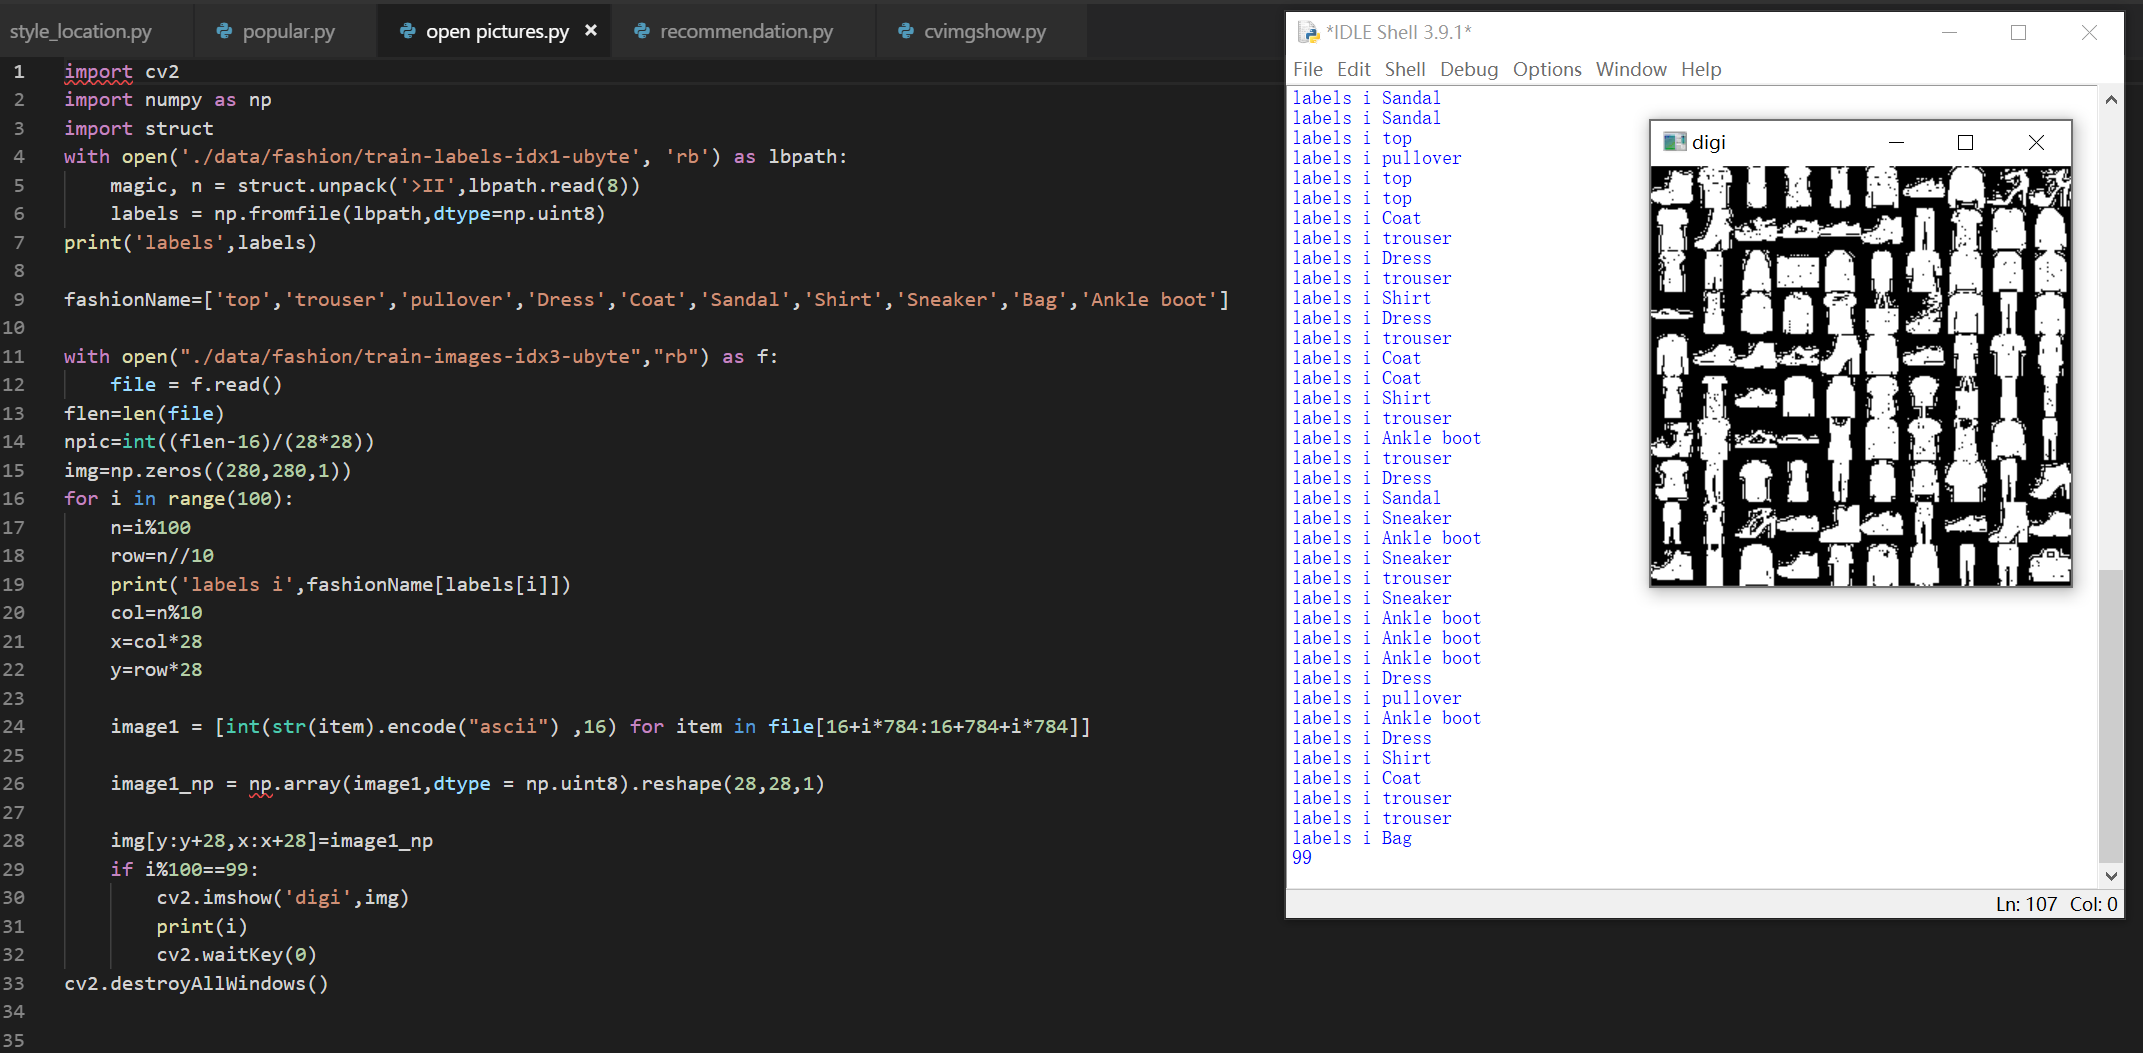 style_location.py
popular.py
open pictures.py
recommendation.py
cvimgshow.py
1 import cv2
2 import numpy as np
3 import struct
4 with open('./data/fashion/train-labels-idx1-ubyte', 'rb') as lbpath:
5 magic, n = struct.unpack('>II',lbpath.read(8))
6 labels = np.fromfile(lbpath,dtype=np.uint8)
7 print('labels',labels)
8
9 fashionName=['top','trouser','pullover','Dress','Coat','Sandal','Shirt','Sneaker','Bag','Ankle boot']
10
11 with open("./data/fashion/train-images-idx3-ubyte","rb") as f:
12 file = f.read()
13 flen=len(file)
14 npic=int((flen-16)/(28*28))
15 img=np.zeros((280,280,1))
16 for i in range(100):
17 n=i%100
18 row=n//10
19 print('labels i',fashionName[labels[i]])
20 col=n%10
21 x=col*28
22 y=row*28
23
24 image1 = [int(str(item).encode("ascii") ,16) for item in file[16+i*784:16+784+i*784]]
25
26 image1_np = np.array(image1,dtype = np.uint8).reshape(28,28,1)
27
28 img[y:y+28,x:x+28]=image1_np
29 if i%100==99:
30 cv2.imshow('digi',img)
31 print(i)
32 cv2.waitKey(0)
33 cv2.destroyAllWindows()
34
35
*IDLE Shell 3.9.1*
File Edit Shell Debug Options Window Help
labels i Sandal
labels i Sandal
labels i top
labels i pullover
labels i top
labels i top
labels i Coat
labels i trouser
labels i Dress
labels i trouser
labels i Shirt
labels i Dress
labels i trouser
labels i Coat
labels i Coat
labels i Shirt
labels i trouser
labels i Ankle boot
labels i trouser
labels i Dress
labels i Sandal
labels i Sneaker
labels i Ankle boot
labels i Sneaker
labels i trouser
labels i Sneaker
labels i Ankle boot
labels i Ankle boot
labels i Ankle boot
labels i Dress
labels i pullover
labels i Ankle boot
labels i Dress
labels i Shirt
labels i Coat
labels i trouser
labels i trouser
labels i Bag
99
Ln: 107 Col: 0
digi